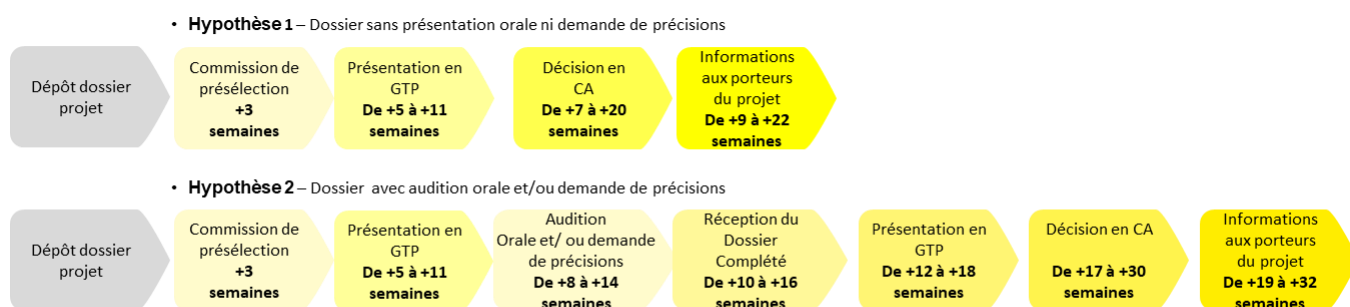 • Hypothèse 1 – Dossier sans présentation orale ni demande de précisions
Dépôt dossier
projet
Commission de
présélection
+3
semaines
Présentation en
GTP
De +5 à +11
semaines
Décision en
CA
De +7 à +20
semaines
Informations
aux porteurs
du projet
De +9 à +22
semaines
• Hypothèse 2 – Dossier avec audition orale et/ou demande de précisions
Dépôt dossier
projet
Commission de
présélection
+3
semaines
Présentation en
GTP
De +5 à +11
semaines
Audition
Orale et/ ou demande
de précisions
De +8 à +14
semaines
Réception du
Dossier
Complété
De +10 à +16
semaines
Présentation en
GTP
De +12 à +18
semaines
Décision en CA
De +17 à +30
semaines
Informations
aux porteurs
du projet
De +19 à +32
semaines